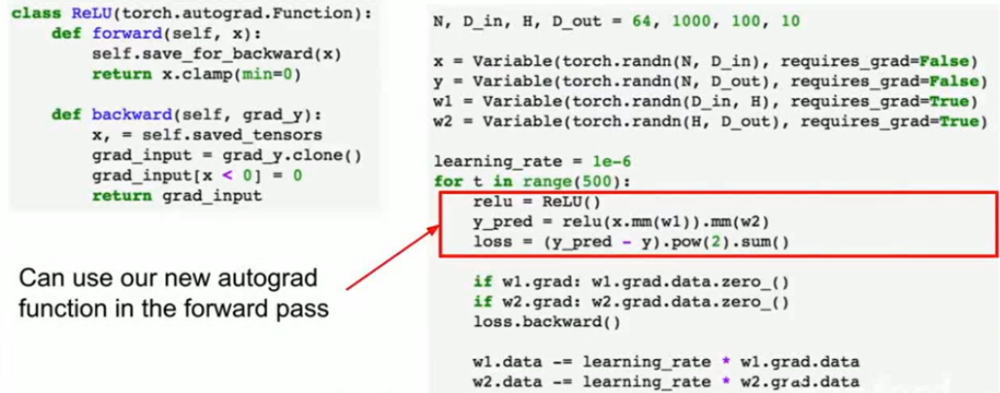 class ReLU(torch.autograd.Function):
    def forward(self, x):
        self.save_for_backward(x)
        return x.clamp(min=0)

    def backward(self, grad_y):
        x, = self.saved_tensors
        grad_input = grad_y.clone()
        grad_input[x < 0] = 0
        return grad_input

Can use our new autograd
function in the forward pass

N, D_in, H, D_out = 64, 1000, 100, 10

x = Variable(torch.randn(N, D_in), requires_grad=False)
y = Variable(torch.randn(N, D_out), requires_grad=False)
w1 = Variable(torch.randn(D_in, H), requires_grad=True)
w2 = Variable(torch.randn(H, D_out), requires_grad=True)

learning_rate = 1e-6
for t in range(500):
    relu = ReLU()
    y_pred = relu(x.mm(w1)).mm(w2)
    loss = (y_pred - y).pow(2).sum()

    if w1.grad: w1.grad.data.zero_()
    if w2.grad: w2.grad.data.zero_()
    loss.backward()

    w1.data -= learning_rate * w1.grad.data
    w2.data -= learning_rate * w2.grad.data